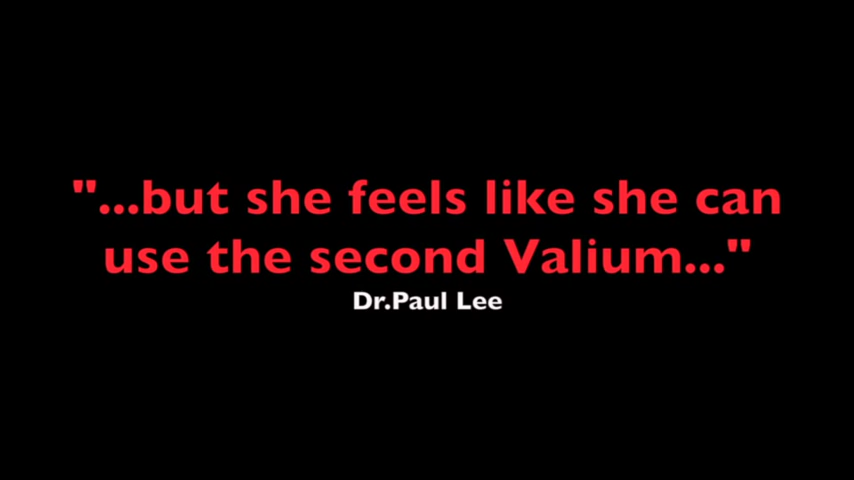 "...but she feels like she can
use the second Valium..."
Dr.Paul Lee